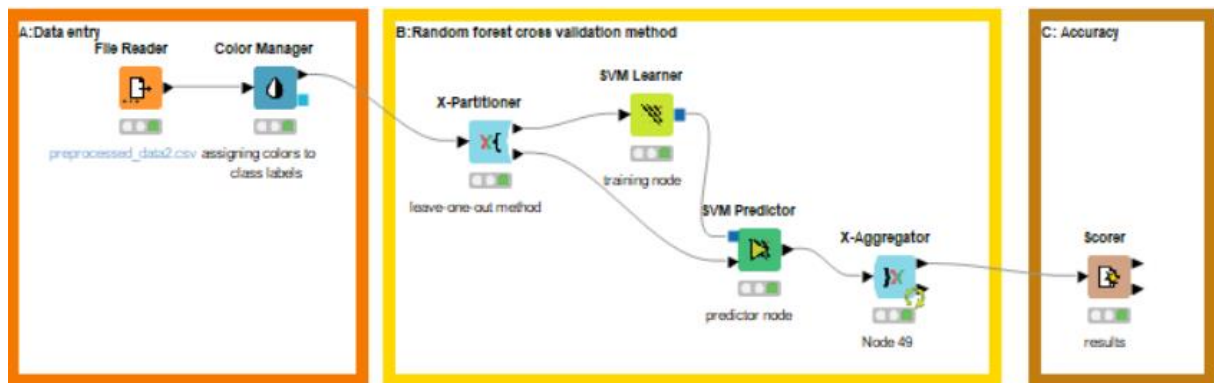 A:Data entry
File Reader
Color Manager
preprocessed_data2.csv
assigning colors to
class labels
B:Random forest cross validation method
X-Partitioner
leave-one-out method
SVM Learner
training node
SVM Predictor
predictor node
X-Aggregator
Node 49
C: Accuracy
Scorer
results